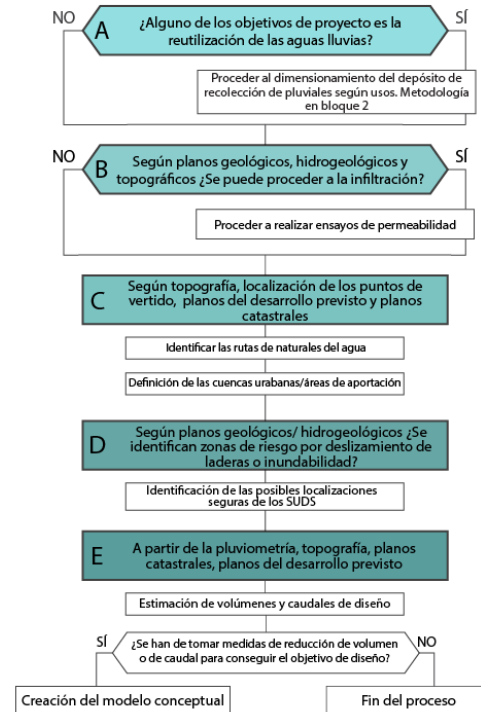 NO
SÍ
A
¿Alguno de los objetivos de proyecto es la
reutilización de las aguas lluvias?
Proceder al dimensionamiento del depósito de
recolección de pluviales según usos. Metodología
en bloque 2
NO
SÍ
B
Según planos geológicos, hidrogeológicos y
topográficos ¿Se puede proceder a la infiltración?
Proceder a realizar ensayos de permeabilidad
C
Según topografía, localización de los puntos de
vertido, planos del desarrollo previsto y planos
catastrales
Identificar las rutas de naturales del agua
Definición de las cuencas urbanas/áreas de aportación
D
Según planos geológicos/ hidrogeológicos ¿Se
identifican zonas de riesgo por deslizamiento de
laderas o inundabilidad?
Identificación de las posibles localizaciones
seguras de los SUDS
E
A partir de la pluviometría, topografía, planos
catastrales, planos del desarrollo previsto
Estimación de volúmenes y caudales de diseño
SÍ
NO
¿Se han de tomar medidas de reducción de volumen
o de caudal para conseguir el objetivo de diseño?
Creación del modelo conceptual
Fin del proceso